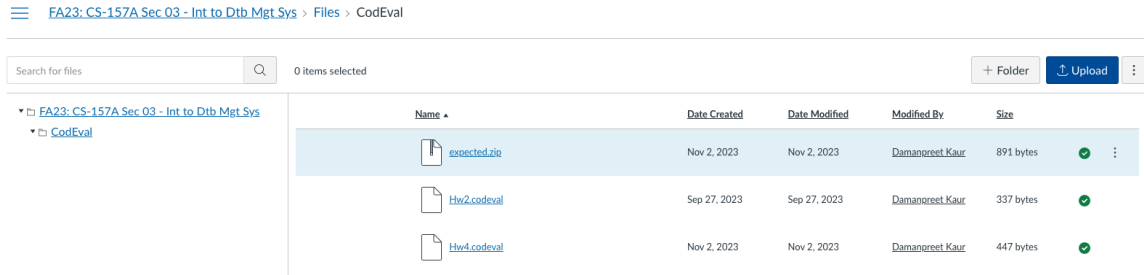 FA23: CS-157A Sec 03 - Int to Dtb Mgt Sys > Files > CodEval
Search for files
0 items selected
+ Folder
Upload
FA23: CS-157A Sec 03 - Int to Dtb Mgt Sys
CodEval
Name Date Created Date Modified Modified By Size
expected.zip Nov 2, 2023 Nov 2, 2023 Damanpreet Kaur 891 bytes
Hw2.codeval Sep 27, 2023 Sep 27, 2023 Damanpreet Kaur 337 bytes
Hw4.codeval Nov 2, 2023 Nov 2, 2023 Damanpreet Kaur 447 bytes